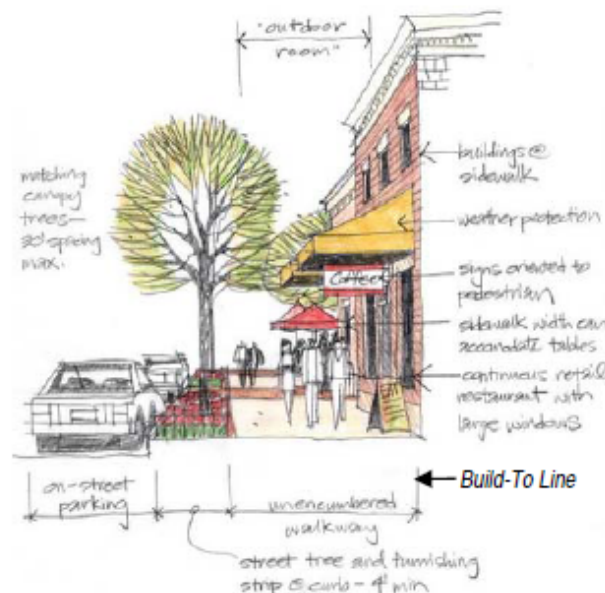 "outdoor
room"
matching
canopy
trees-
30' spacing
max.
buildings @
sidewalk
weather protection
Coffee
signs oriented to
pedestrian
sidewalk width can
accomodate tables
continuous retail
restaurant with
large windows
Build-To Line
on-street
parking
unencumbered
walkway
street tree and furnishing
strip @ curb - 4' min